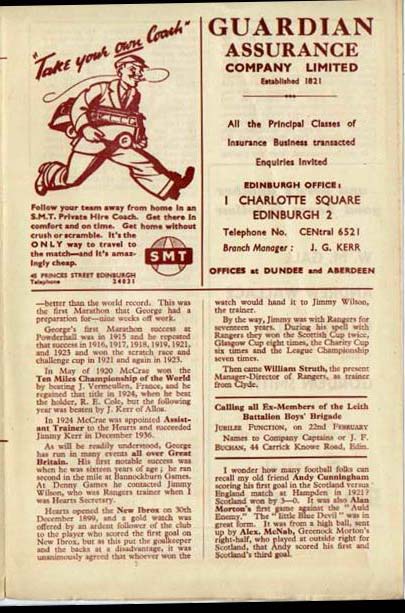 "Take your own Coach"
Follow your team away from home in an
S.M.T. Private Hire Coach. Get there in
comfort and on time. Get home without
crush or scramble. It's the
ONLY way to travel to
the match—and It's amaz-
ingly cheap.
SMT
45 PRINCES STREET EDINBURGH
Telephone 24831
GUARDIAN
ASSURANCE
COMPANY LIMITED
Established 1821
All the Principal Classes of
Insurance Business transacted
Enquiries Invited
EDINBURGH OFFICE:
1 CHARLOTTE SQUARE
EDINBURGH 2
Telephone No. CENtral 6521
Branch Manager: J. G. KERR
OFFICES at DUNDEE and ABERDEEN
—better than the world record. This was
the first Marathon that George had a
preparation for—nine weeks off work.
George's first Marathon success at
Powderhall was in 1915 and he repeated
that success in 1916, 1917, 1918, 1919, 1921,
and 1923 and won the scratch race and
challenge cup in 1921 and again in 1923.
In May of 1920 McCrae won the
Ten Miles Championship of the World
by beating J. Vermeullen, France, and he
regained that title in 1924, when he beat
the holder, R. E. Cole, but the following
year was beaten by J. Kerr of Alloa.
In 1924 McCrae was appointed Assist-
ant Trainer to the Hearts and succeeded
Jimmy Kerr in December 1936.
As will be readily understood, George
has run in many events all over Great
Britain. His first notable success was
when he was sixteen years of age; he ran
second in the mile at Bannockburn Games.
At Denny Games he contacted Jimmy
Wilson, who was Rangers trainer when I
was Hearts Secretary.
Hearts opened the New Ibrox on 30th
December 1899, and a gold watch was
offered by an ardent follower of the club
to the player who scored the first goal on
New Ibrox, but as this put the goalkeeper
and the backs at a disadvantage, it was
unanimously agreed that whoever won the
watch would hand it to Jimmy Wilson,
the trainer.
By the way, Jimmy was with Rangers for
seventeen years. During his spell with
Rangers they won the Scottish Cup twice,
Glasgow Cup eight times, the Charity Cup
six times and the League Championship
seven times.
Then came William Struth, the present
Manager-Director of Rangers, as trainer
from Clyde.
Calling all Ex-Members of the Leith
Battalion Boys' Brigade
JUBILEE FUNCTION, on 22nd FEBRUARY
Names to Company Captains or J. F.
BUCHAN, 44 Carrick Knowe Road, Edin.
I wonder how many football folks can
recall my old friend Andy Cunningham
scoring his first goal in the Scotland versus
England match at Hampden in 1921?
Scotland won by 3—0. It was also Alan
Morton's first game against the "Auld
Enemy." The "little Blue Devil" was in
great form. It was from a high ball, sent
up by Alex. McNab, Greenock Morton's
right-half, who played at outside right for
Scotland, that Andy scored his first and
Scotland's third goal.